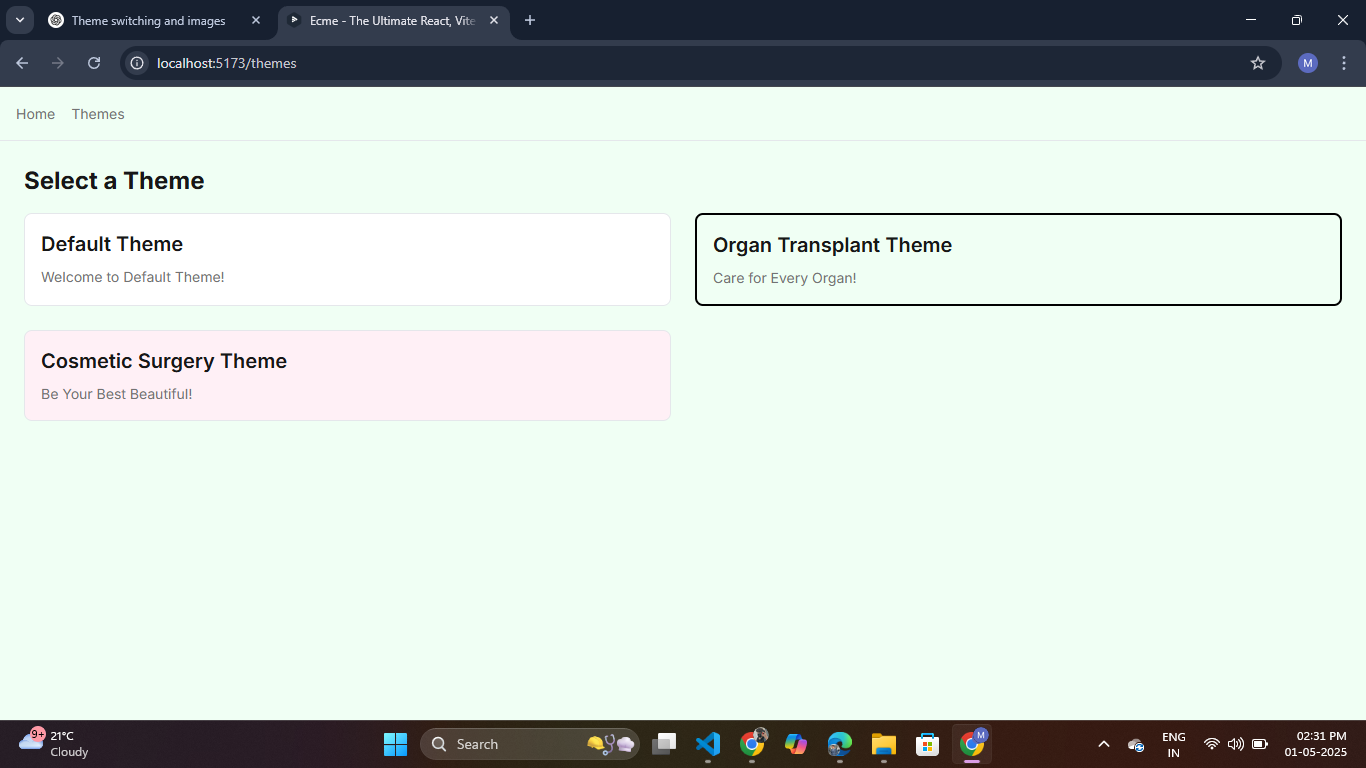 Theme switching and images
Ecme - The Ultimate React, Vite
localhost:5173/themes
M
Home Themes
Select a Theme
Default Theme
Welcome to Default Theme!
Organ Transplant Theme
Care for Every Organ!
Cosmetic Surgery Theme
Be Your Best Beautiful!
9+
21°C
Cloudy
Search
M
ENG
IN
02:31 PM
01-05-2025